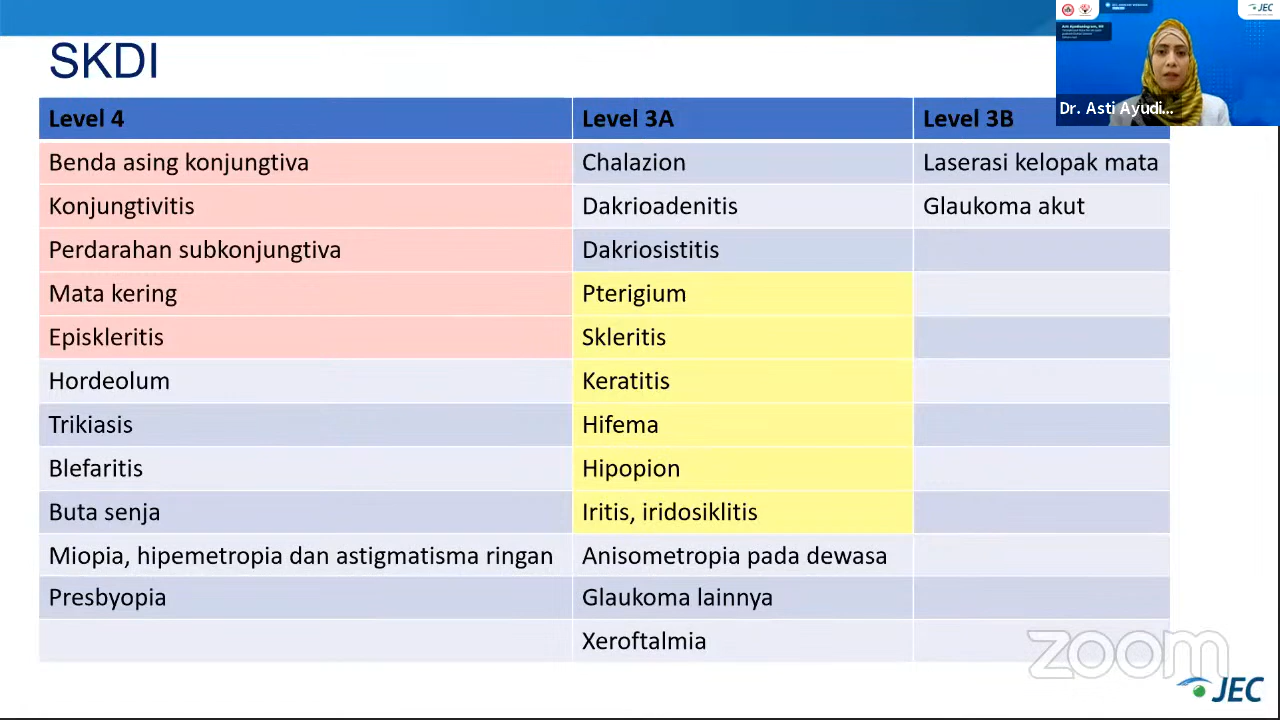 SKDI
Level 4 Level 3A Level 3B
Benda asing konjungtiva Chalazion Laserasi kelopak mata
Konjungtivitis Dakrioadenitis Glaukoma akut
Perdarahan subkonjungtiva Dakriosistitis
Mata kering Pterigium
Episkleritis Skleritis
Hordeolum Keratitis
Trikiasis Hifema
Blefaritis Hipopion
Buta senja Iritis, iridosiklitis
Miopia, hipemetropia dan astigmatisma ringan Anisometropia pada dewasa
Presbyopia Glaukoma lainnya
Xeroftalmia
JEC
Dr. Asti Ayudi...
zoom
JEC